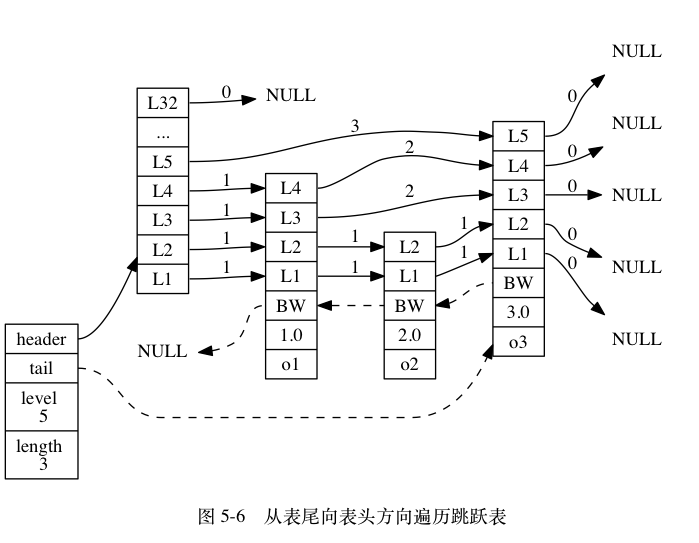 NULL
0
L32
0
NULL
...
3
L5
0
NULL
L5
2
L4
0
L4
1
L4
L3
1
L3
2
L3
0
NULL
L2
1
L2
1
L2
1
L2
0
L1
1
L1
1
L1
1
L1
0
NULL
BW
BW
BW
NULL
1.0
2.0
3.0
NULL
o1
o2
o3
header
tail
level
5
length
3
图 5-6 从表尾向表头方向遍历跳跃表